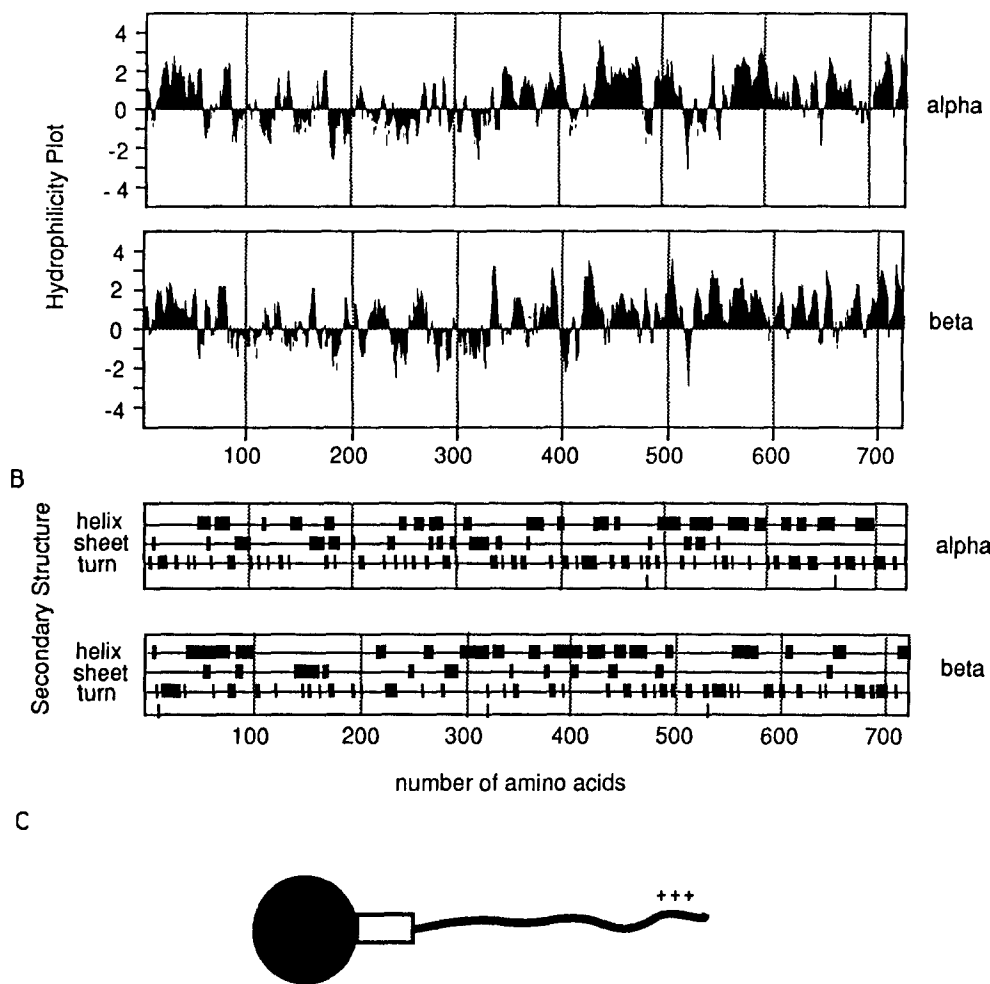 4
2
0
-2
-4
Hydrophilicity Plot
alpha
4
2
0
-2
-4
beta
100 200 300 400 500 600 700
B
Secondary Structure
helix
sheet
turn
alpha
helix
sheet
turn
beta
100 200 300 400 500 600 700
number of amino acids
C
+++